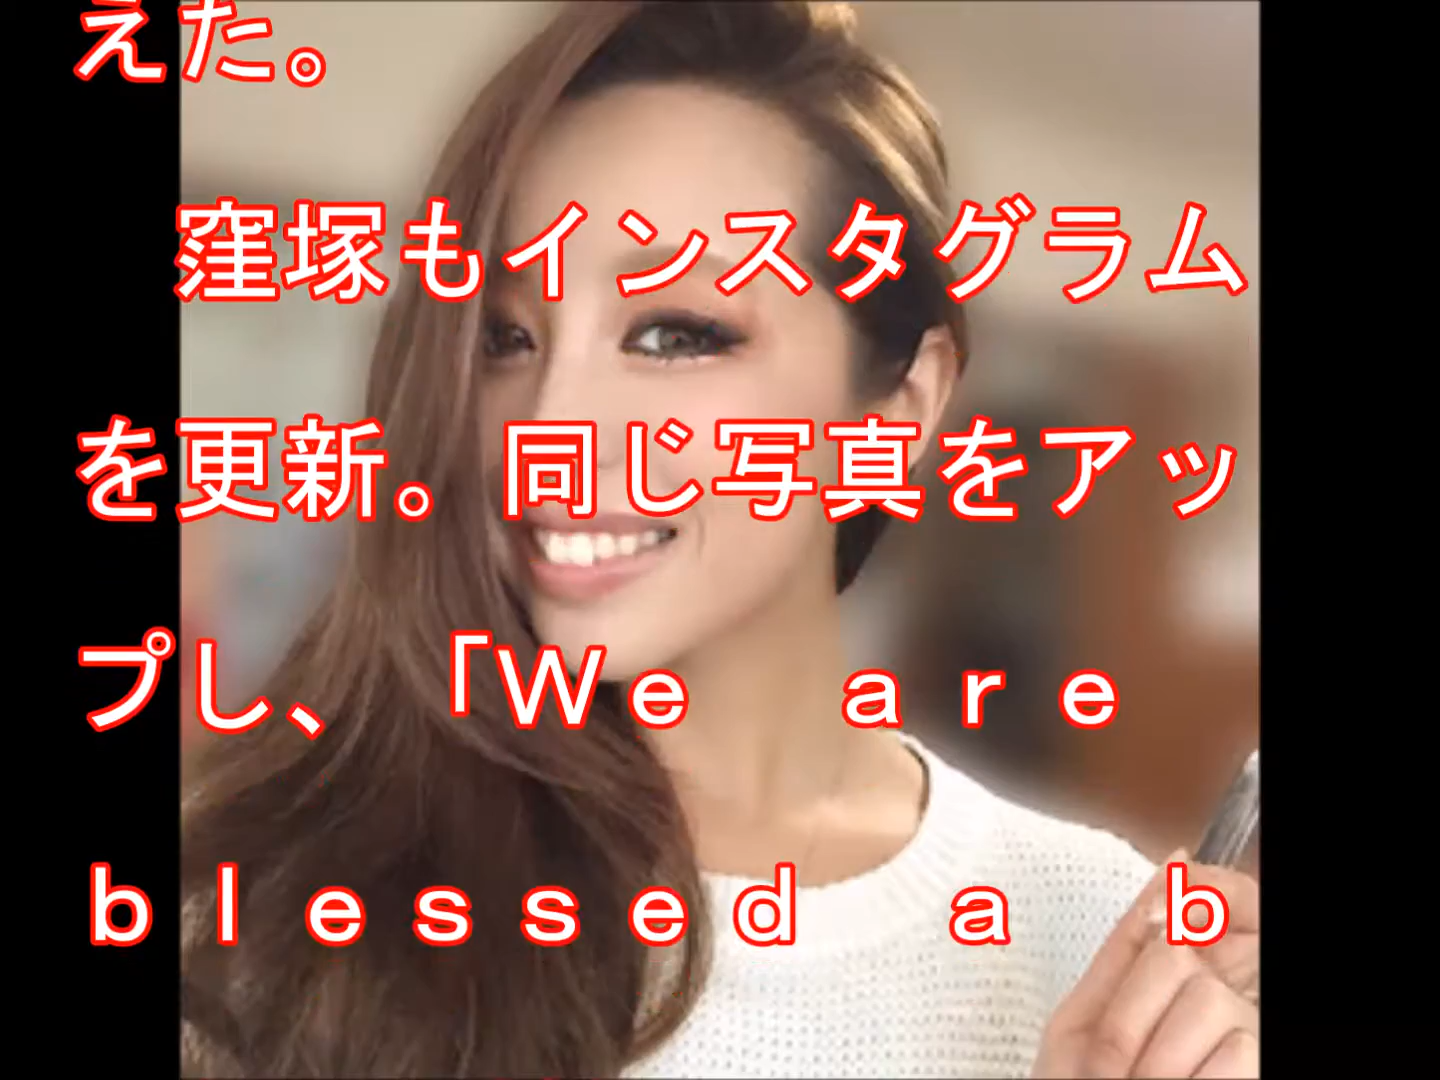 えた。
　窪塚もインスタグラム
を更新。同じ写真をアッ
プし、「Ｗｅ　ａｒｅ
ｂｌｅｓｓｅｄ　ａ　ｂ